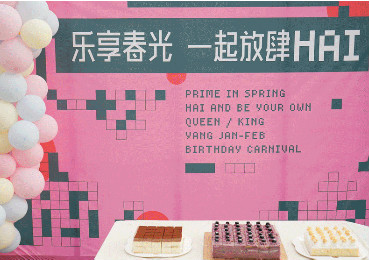 乐享春光 一起放肆HAI
PRIME IN SPRING
HAI AND BE YOUR OWN
QUEEN / KING
YANG JAN-FEB
BIRTHDAY CARNIVAL